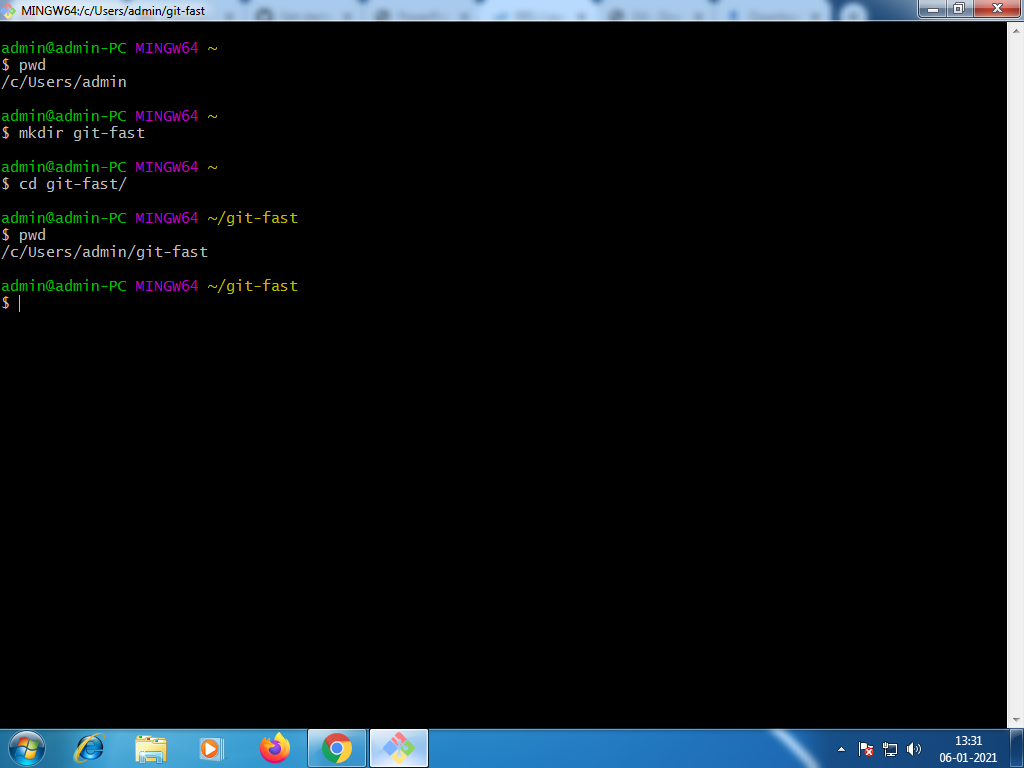 MINGW64:/c/Users/admin/git-fast
admin@admin-PC MINGW64 ~
$ pwd
/c/Users/admin
admin@admin-PC MINGW64 ~
$ mkdir git-fast
admin@admin-PC MINGW64 ~
$ cd git-fast/
admin@admin-PC MINGW64 ~/git-fast
$ pwd
/c/Users/admin/git-fast
admin@admin-PC MINGW64 ~/git-fast
$
13:31
06-01-2021